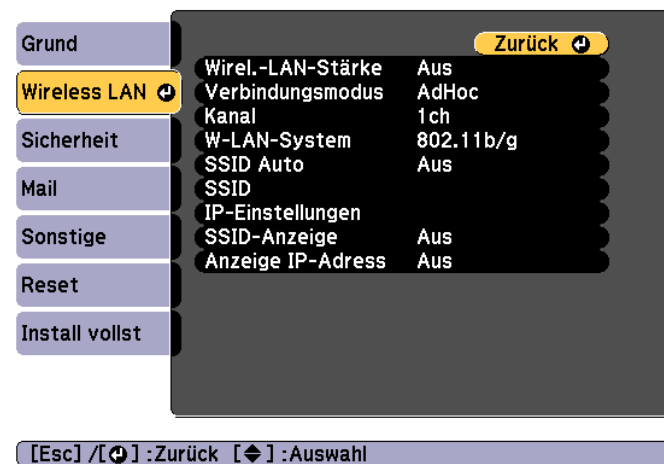 Grund
Wireless LAN
Sicherheit
Mail
Sonstige
Reset
Install vollst
Zurück
Wirel.-LAN-Stärke Aus
Verbindungsmodus AdHoc
Kanal 1ch
W-LAN-System 802.11b/g
SSID Auto Aus
SSID
IP-Einstellungen
SSID-Anzeige Aus
Anzeige IP-Adress Aus
[Esc] /[⏎] :Zurück [◆] :Auswahl